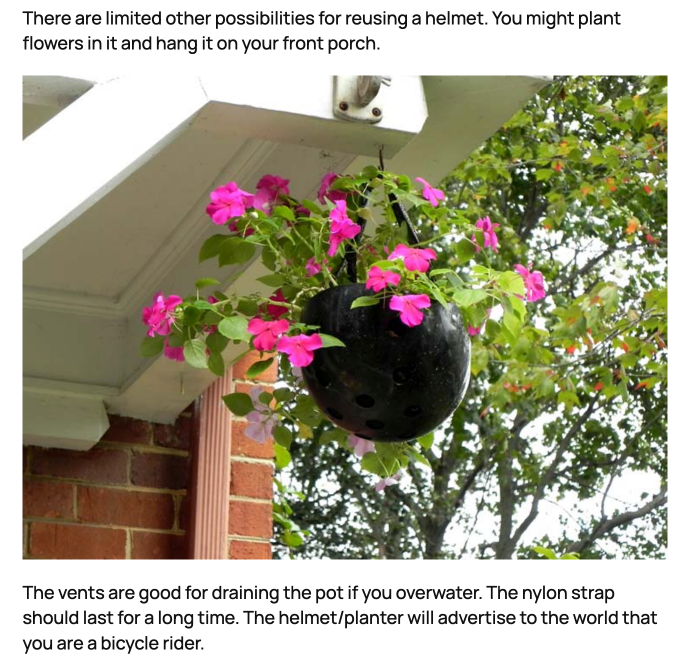 There are limited other possibilities for reusing a helmet. You might plant
flowers in it and hang it on your front porch.
The vents are good for draining the pot if you overwater. The nylon strap
should last for a long time. The helmet/planter will advertise to the world that
you are a bicycle rider.